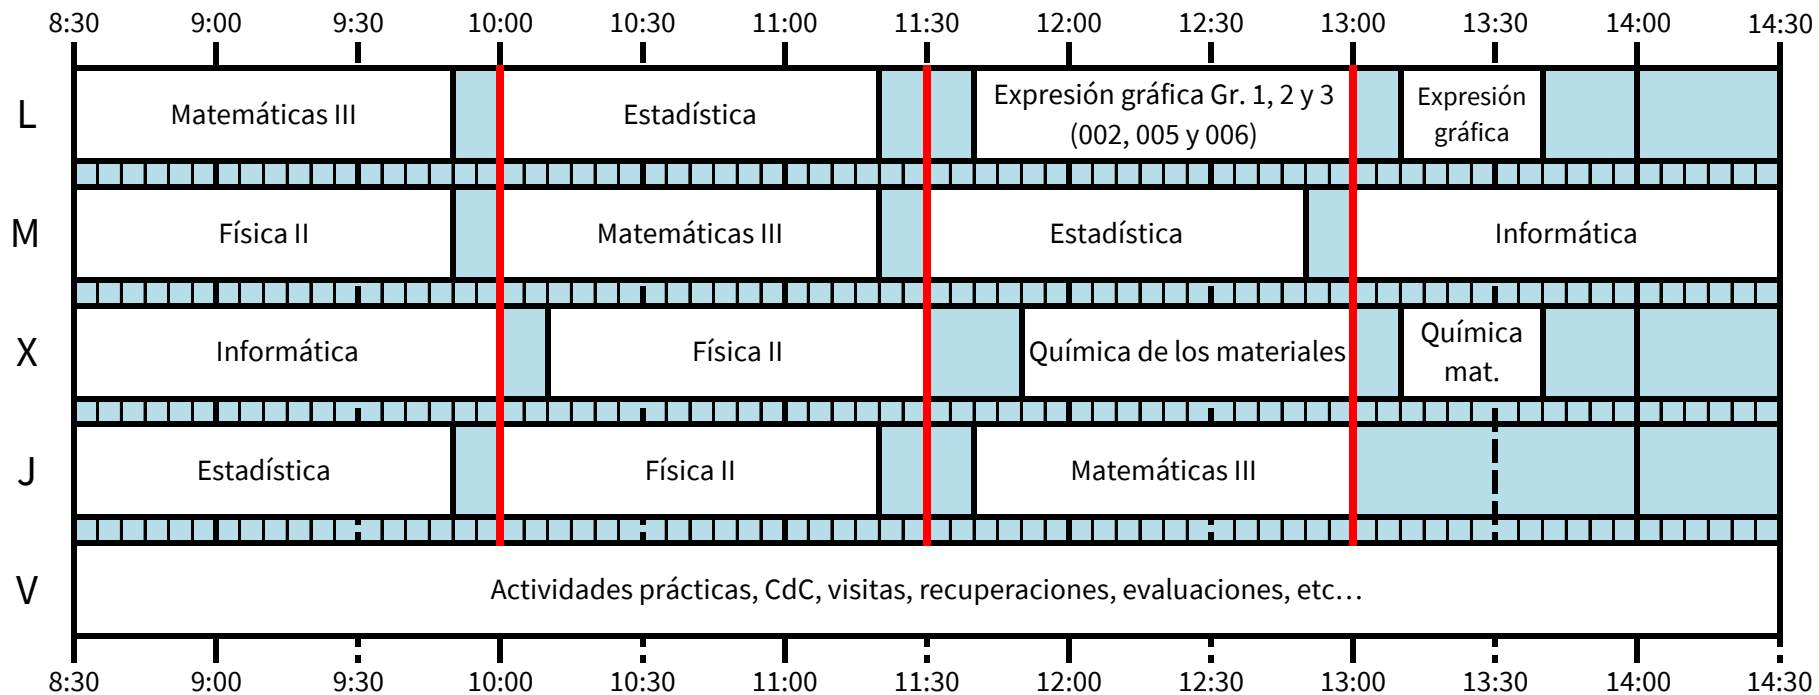 8:30 9:00 9:30 10:00 10:30 11:00 11:30 12:00 12:30 13:00 13:30 14:00 14:30
L
Matemáticas III
Estadística
Expresión gráfica Gr. 1, 2 y 3
(002, 005 y 006)
Expresión
gráfica
M
Física II
Matemáticas III
Estadística
Informática
X
Informática
Física II
Química de los materiales
Química
mat.
J
Estadística
Física II
Matemáticas III
V
Actividades prácticas, CdC, visitas, recuperaciones, evaluaciones, etc…
8:30 9:00 9:30 10:00 10:30 11:00 11:30 12:00 12:30 13:00 13:30 14:00 14:30